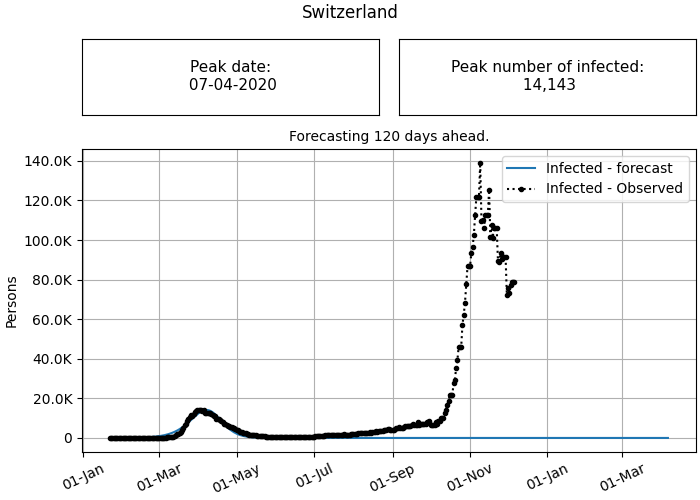 Switzerland
Peak date:
07-04-2020
Peak number of infected:
14,143
Forecasting 120 days ahead.
Infected - forecast
Infected - Observed
140.0K
120.0K
100.0K
80.0K
60.0K
40.0K
20.0K
0
Persons
01-Jan
01-Mar
01-May
01-Jul
01-Sep
01-Nov
01-Jan
01-Mar